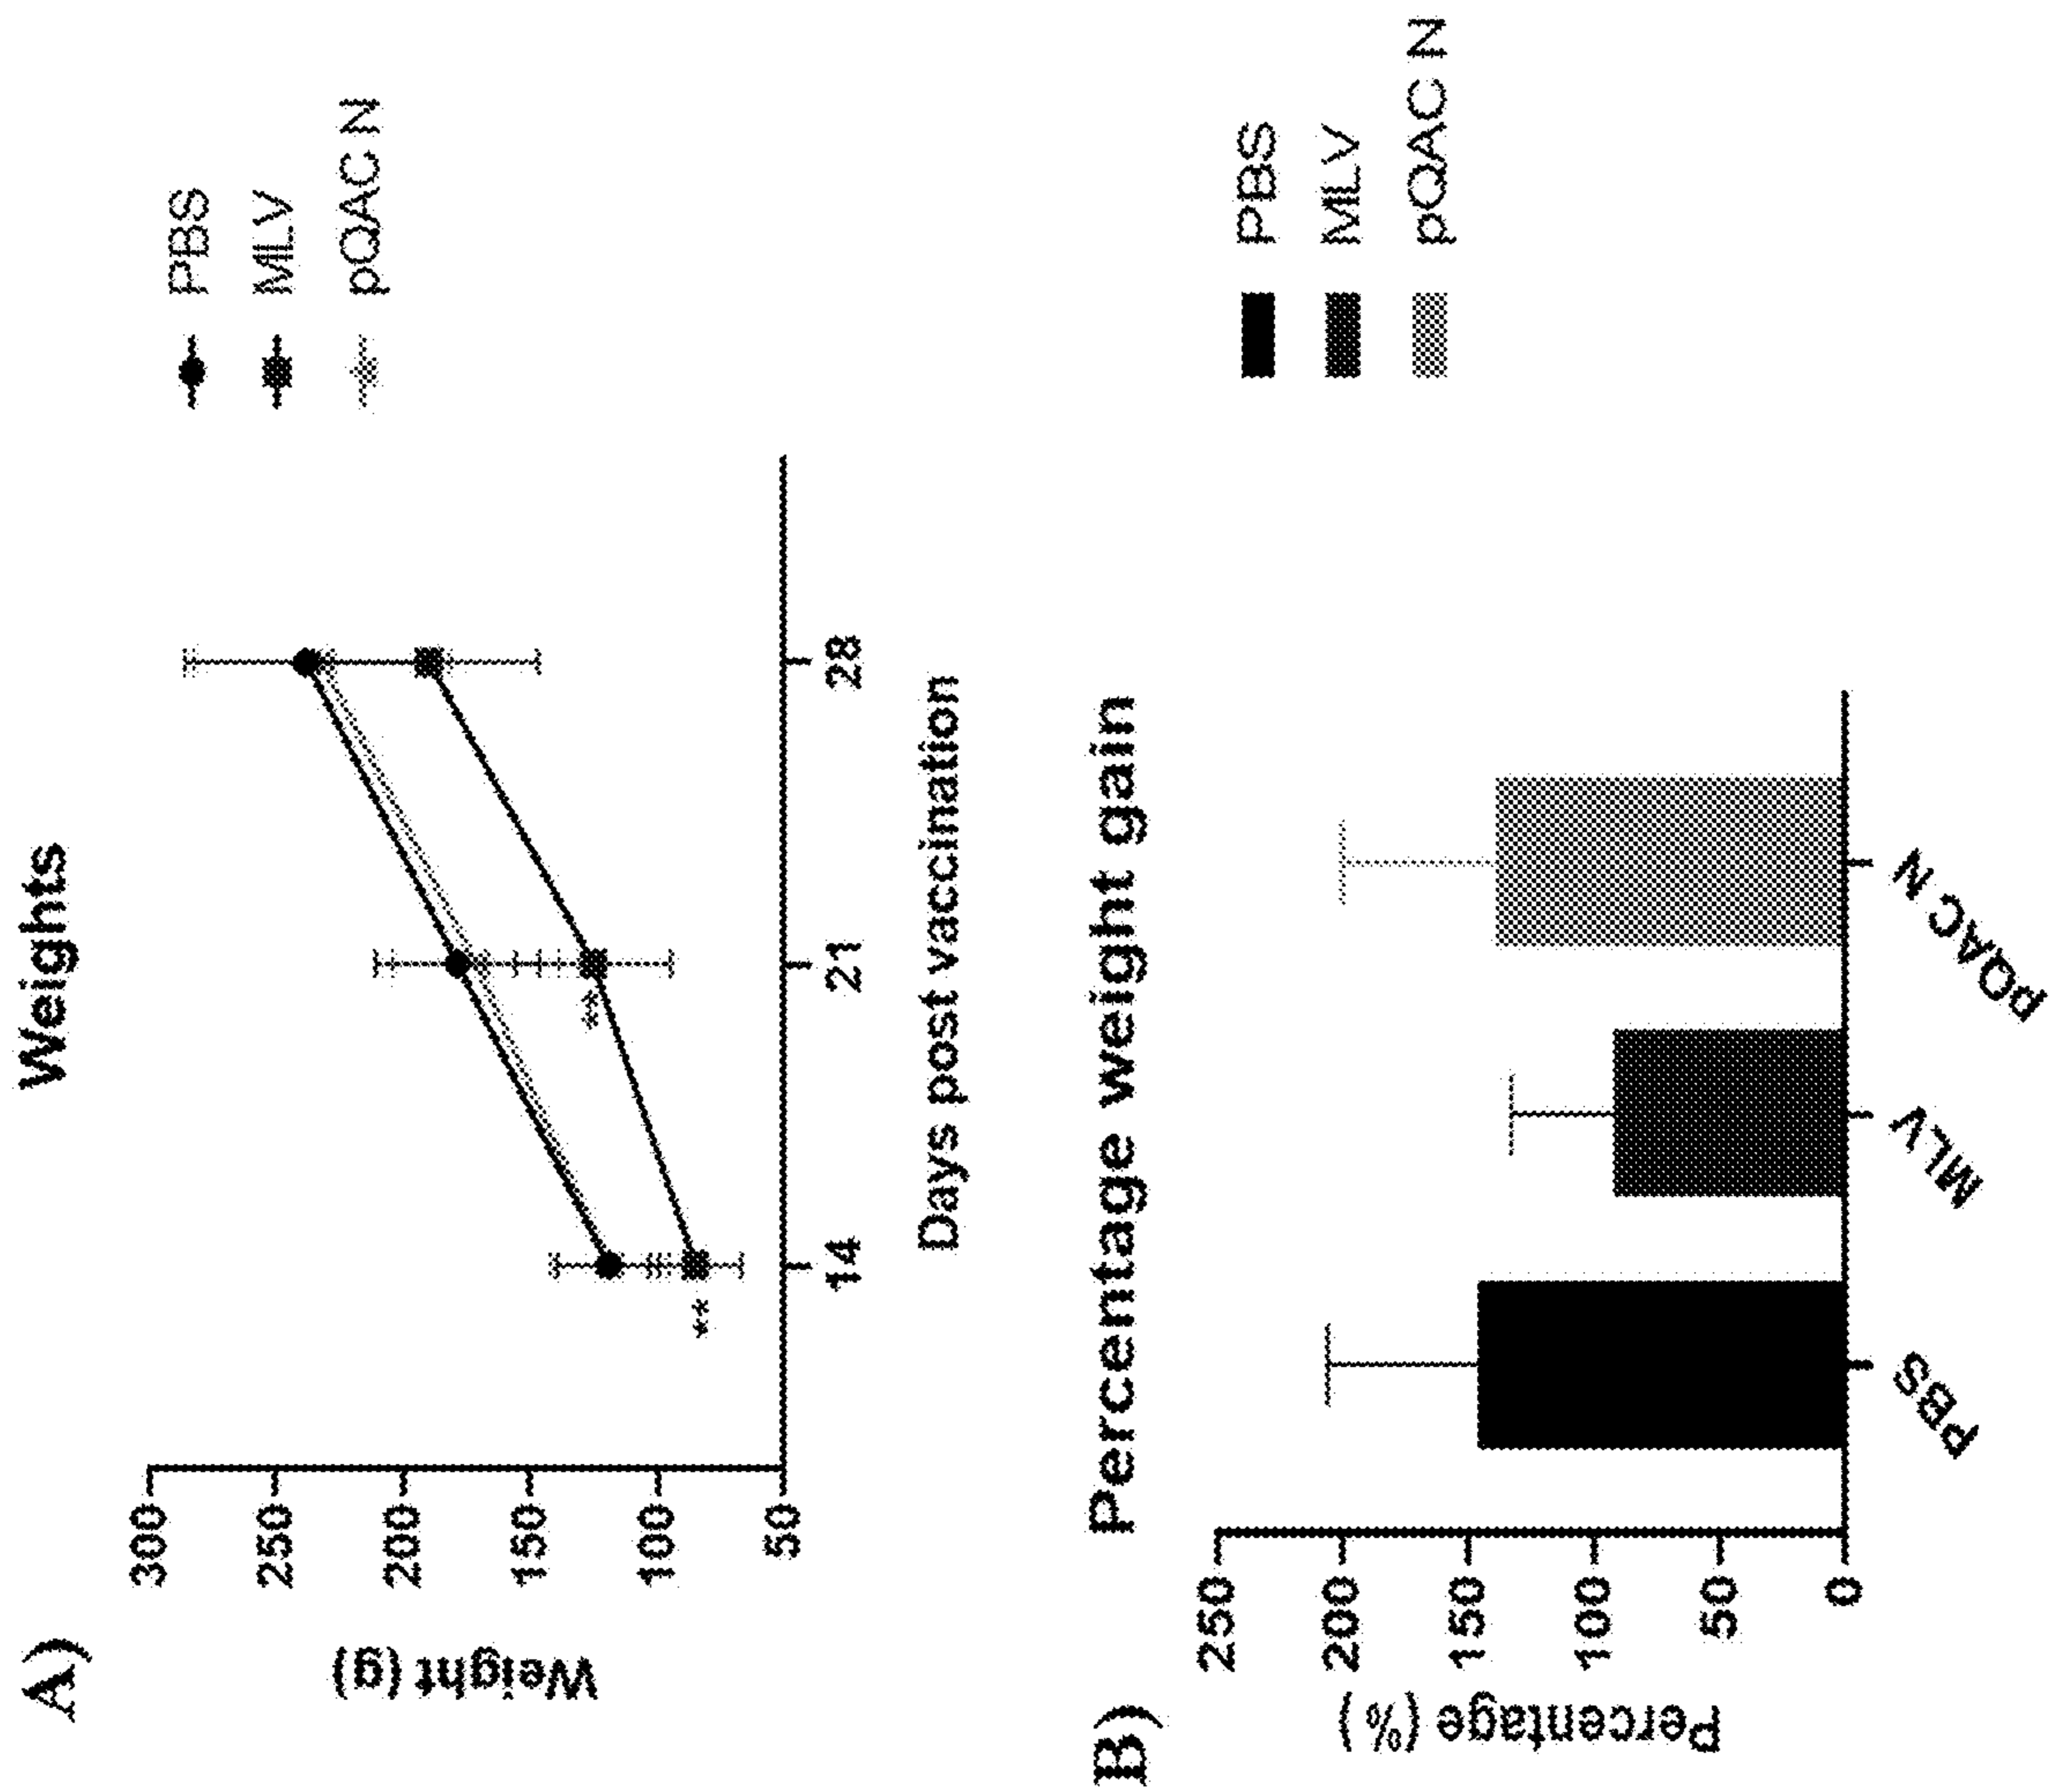 A)
Weights
Weight (g)
300
250
200
150
100
50
**
**
14
21
28
Days post vaccination
PBS
MLV
pQAC N
B)
Percentage weight gain
Percentage (%)
250
200
150
100
50
0
PBS
MLV
pQAC N
PBS
MLV
pQAC N